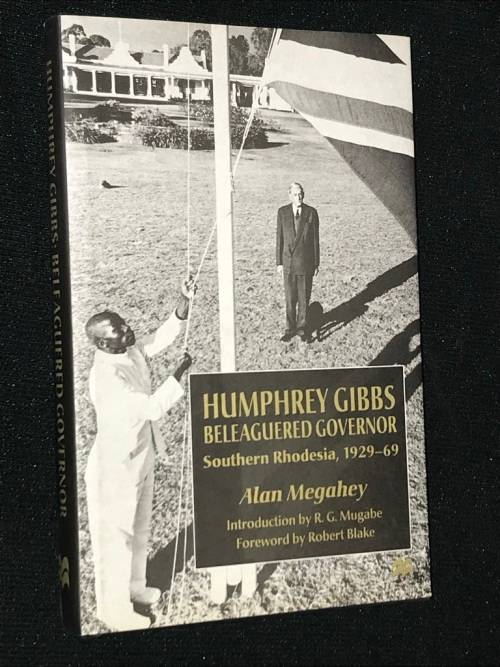 HUMPHREY GIBBS, BELEAGUERED GOVERNOR
HUMPHREY GIBBS
BELEAGUERED GOVERNOR
Southern Rhodesia, 1929–69
Alan Megahey
Introduction by R. G. Mugabe
Foreword by Robert Blake